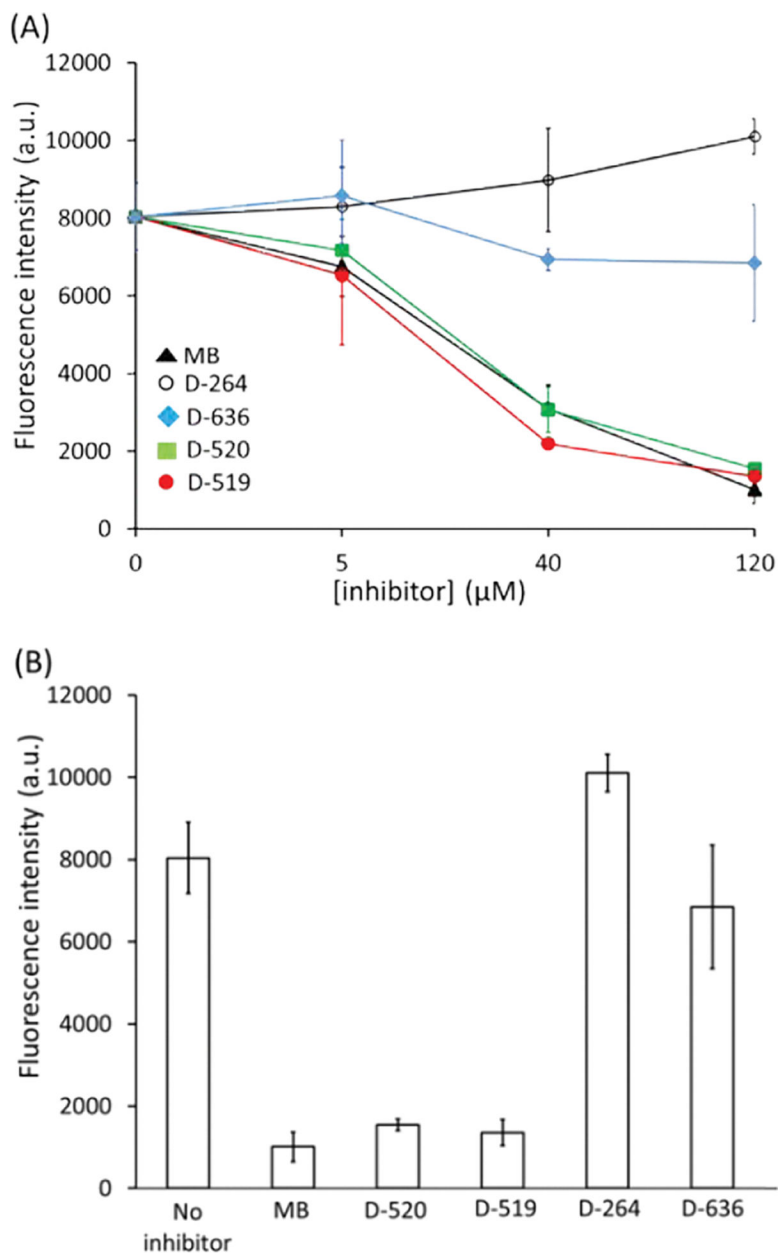 (A)
12000
10000
8000
6000
4000
2000
0
Fluorescence intensity (a.u.)
MB
D-264
D-636
D-520
D-519
0 5 40 120
[inhibitor] (µM)
(B)
12000
10000
8000
6000
4000
2000
0
Fluorescence intensity (a.u.)
No inhibitor MB D-520 D-519 D-264 D-636